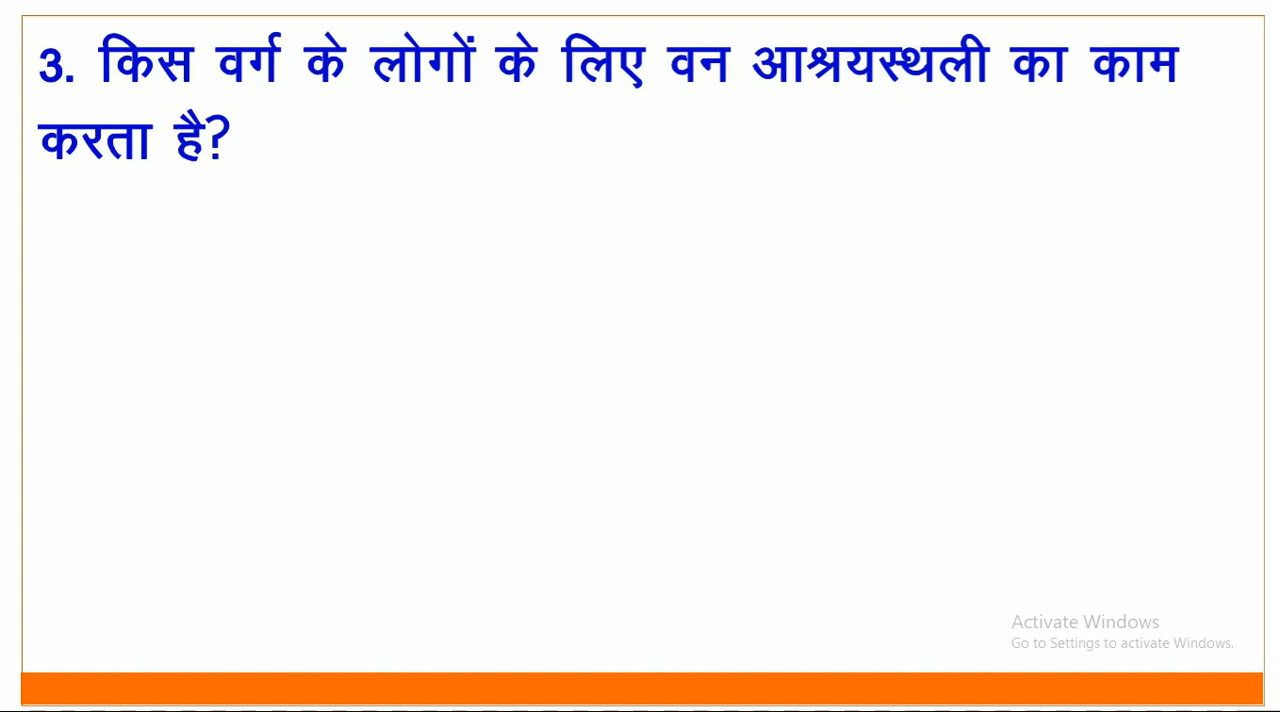 3. किस वर्ग के लोगों के लिए वन आश्रयस्थली का काम
करता है?
Activate Windows
Go to Settings to activate Windows.